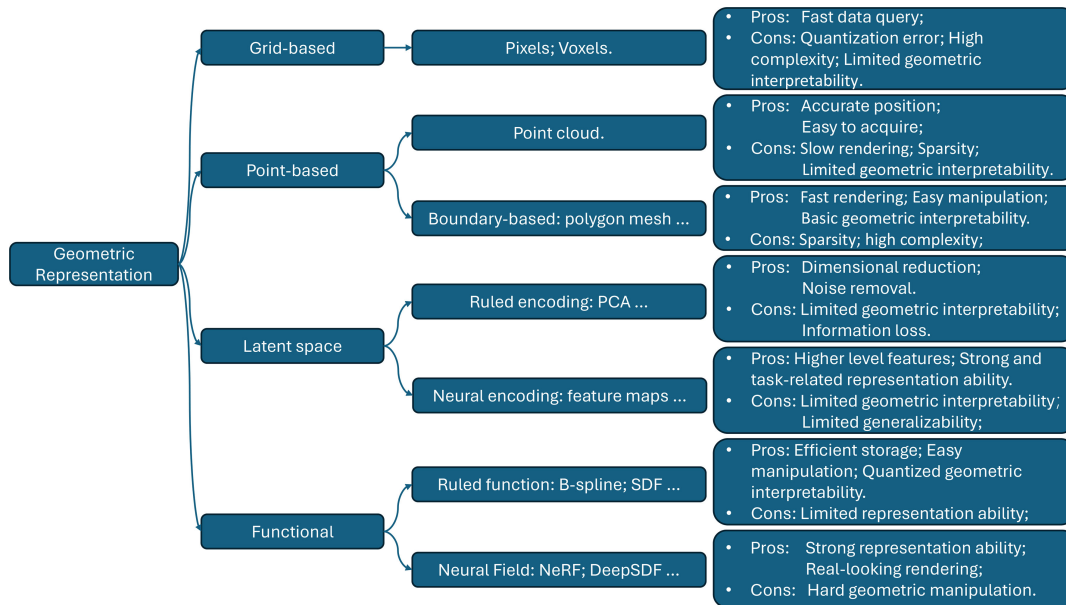 Grid-based
Pixels; Voxels.
• Pros: Fast data query;
• Cons: Quantization error; High
complexity; Limited geometric
interpretability.
Point-based
Point cloud.
• Pros: Accurate position;
Easy to acquire;
• Cons: Slow rendering; Sparsity;
Limited geometric interpretability.
Boundary-based: polygon mesh ...
• Pros: Fast rendering; Easy manipulation;
Basic geometric interpretability.
• Cons: Sparsity; high complexity;
Geometric
Representation
Latent space
Ruled encoding: PCA ...
• Pros: Dimensional reduction;
Noise removal.
• Cons: Limited geometric interpretability;
Information loss.
Neural encoding: feature maps ...
• Pros: Higher level features; Strong and
task-related representation ability.
• Cons: Limited geometric interpretability;
Limited generalizability;
Functional
Ruled function: B-spline; SDF ...
• Pros: Efficient storage; Easy
manipulation; Quantized geometric
interpretability.
• Cons: Limited representation ability;
Neural Field: NeRF; DeepSDF ...
• Pros: Strong representation ability;
Real-looking rendering;
• Cons: Hard geometric manipulation.